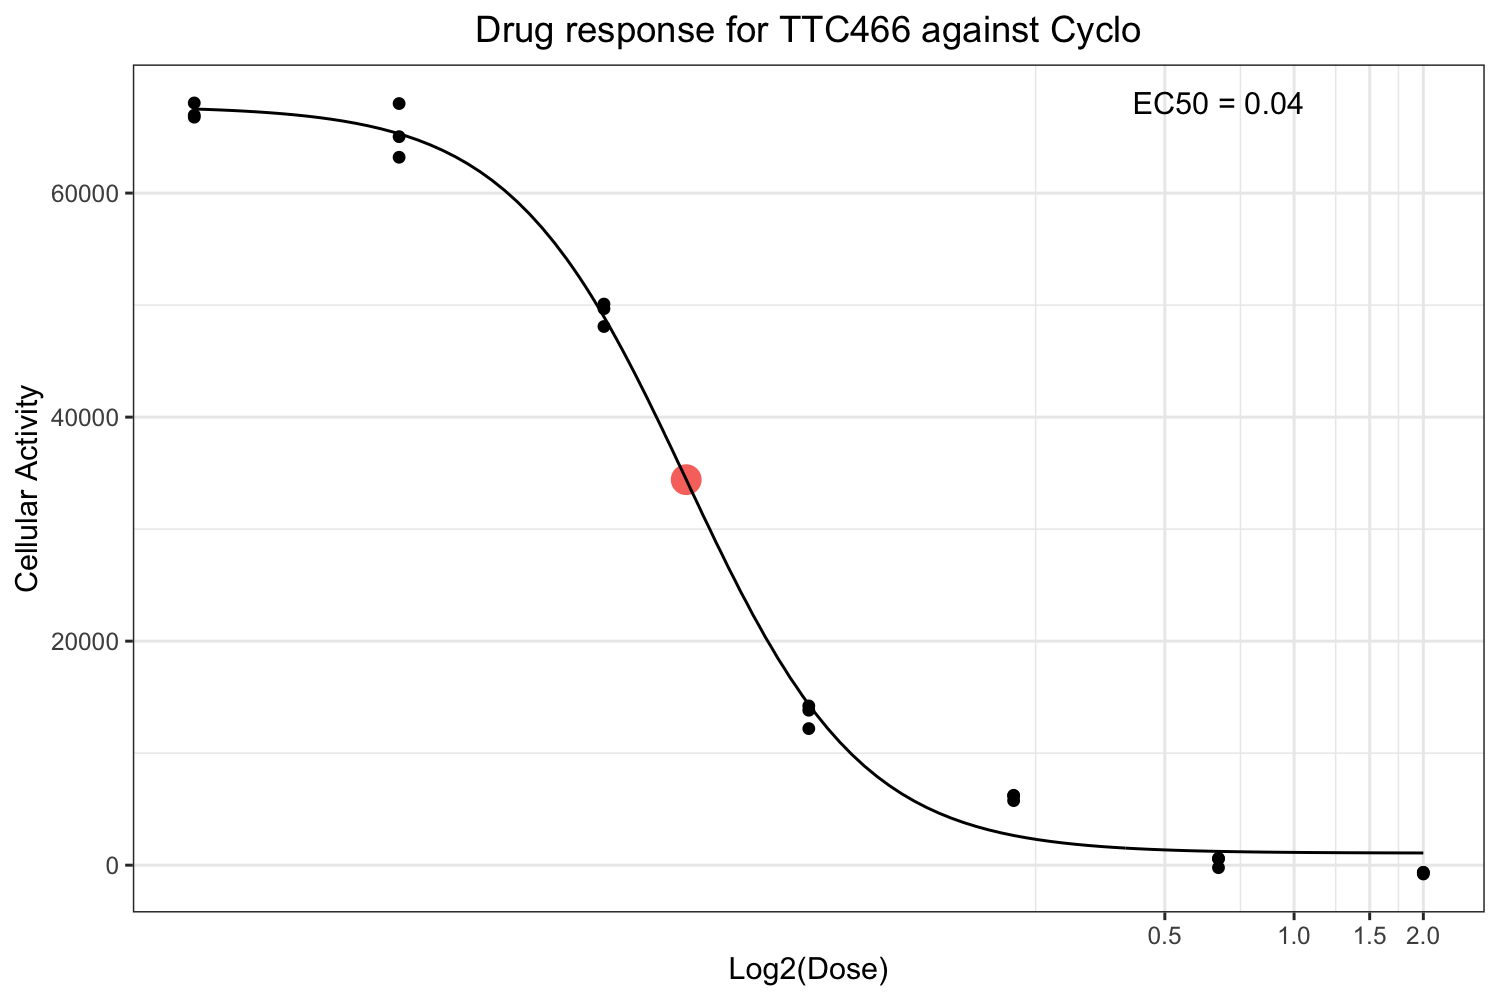 Drug response for TTC466 against Cyclo
EC50 = 0.04
60000
40000
20000
0
Cellular Activity
0.5 1.0 1.5 2.0
Log2(Dose)